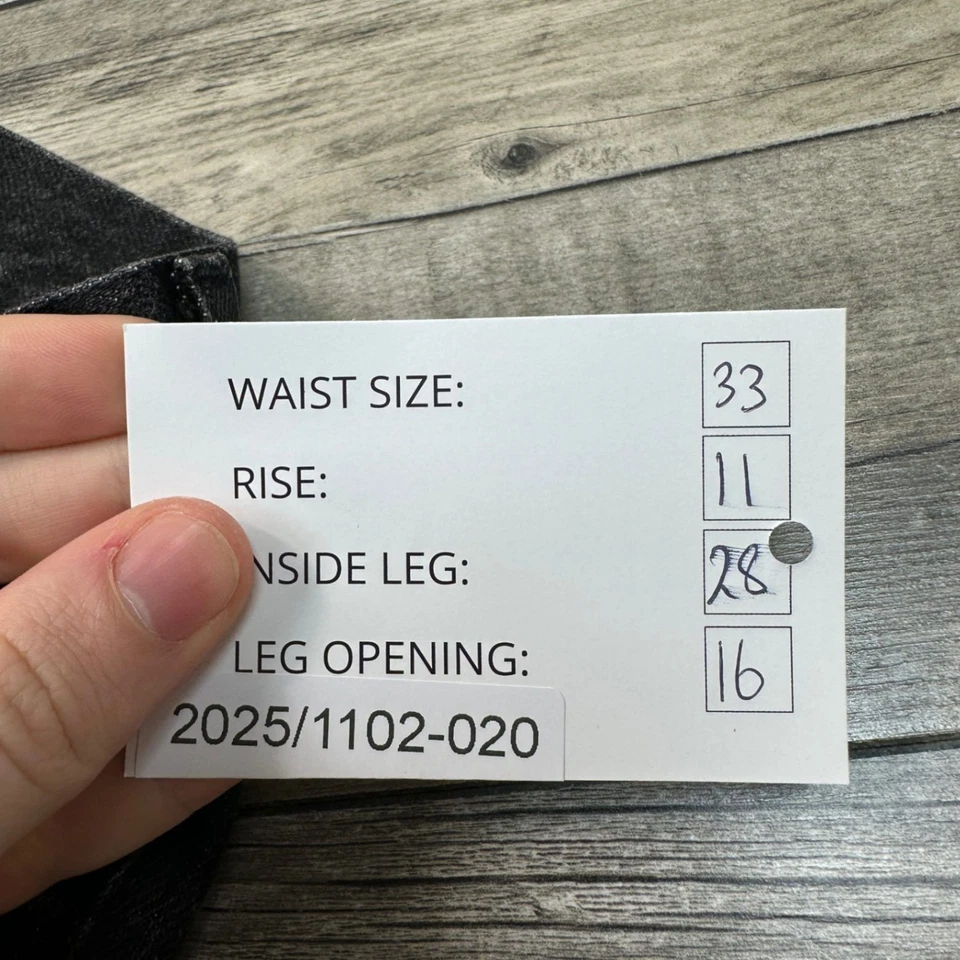 WAIST SIZE: 33
RISE: 11
NSIDE LEG: 28
LEG OPENING: 16
2025/1102-020